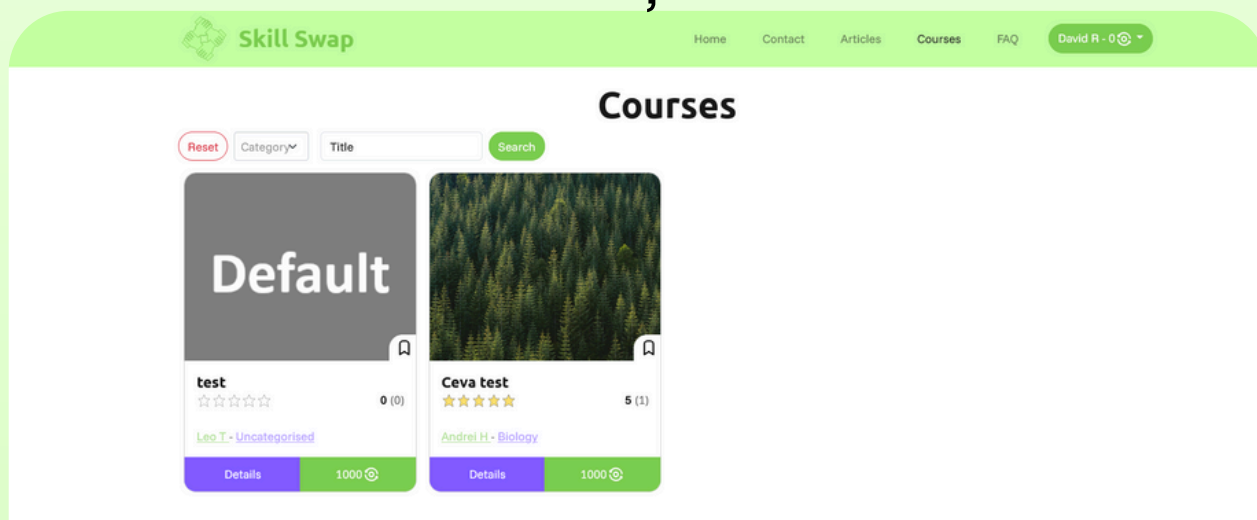 Skill Swap Home Contact Articles Courses FAQ David R - 0
Courses
Reset Category Title Search
Default
test
0 (0)
Leo T - Uncategorised
Details 1000
Ceva test
5 (1)
Andrei H - Biology
Details 1000